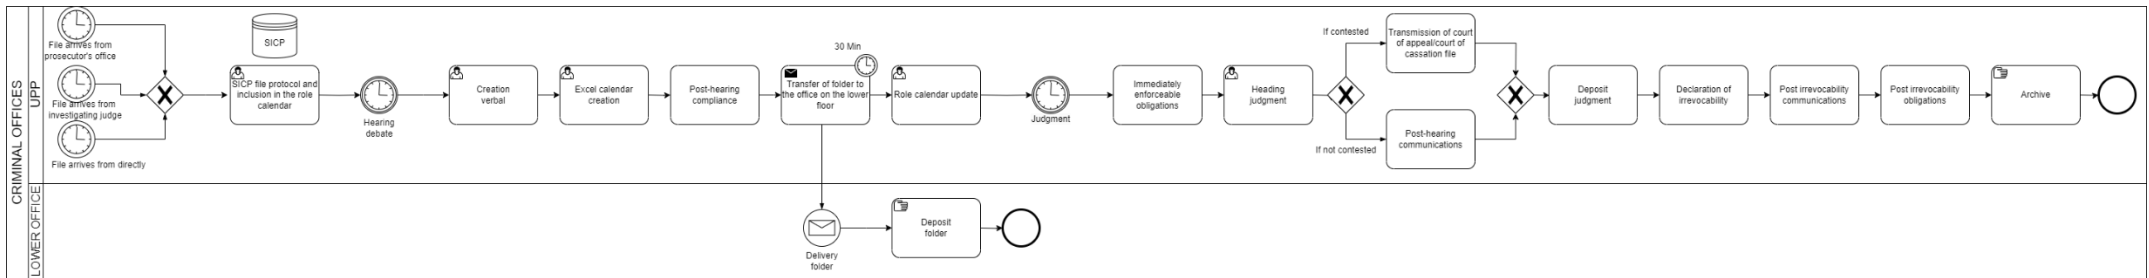 CRIMINAL OFFICES
UPP
LOWER OFFICE
File arrives from
prosecutor's office
File arrives from
investigating judge
File arrives from directly
SICP
SICP file protocol and
inclusion in the role
calendar
Hearing
debate
Creation
verbal
Excel calendar
creation
Post-hearing
compliance
30 Min
Transfer of folder to
the office on the lower
floor
Role calendar update
Judgment
Immediately
enforceable
obligations
Heading
judgment
If contested
If not contested
Transmission of court
of appeal/court of
cassation file
Post-hearing
communications
Deposit
judgment
Declaration of
irrevocability
Post irrevocability
communications
Post irrevocability
obligations
Archive
Delivery
folder
Deposit
folder